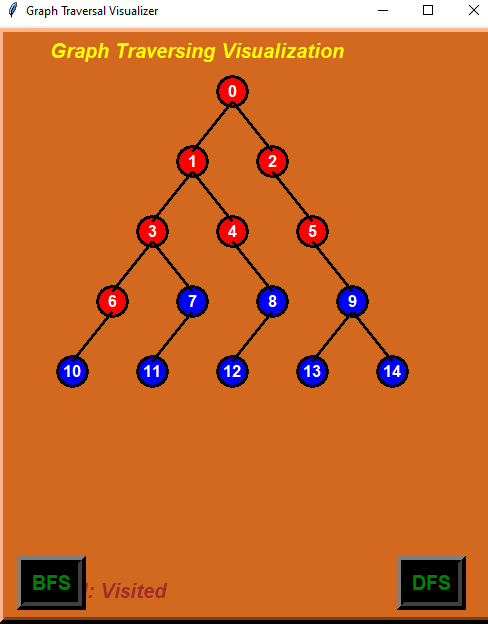 Graph Traversal Visualizer
Graph Traversing Visualization
0
1 2
3 4 5
6 7 8 9
10 11 12 13 14
BFS : Visited DFS